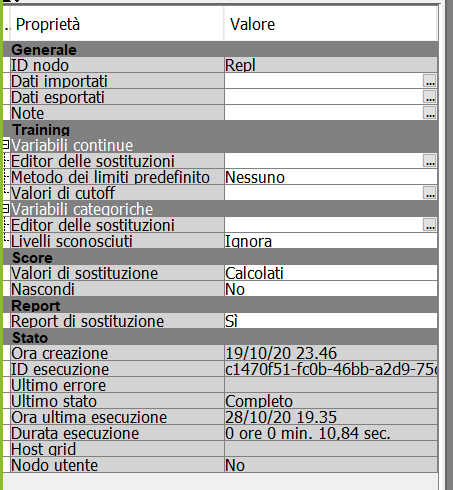 .. Proprietà Valore
Generale
ID nodo Repl
Dati importati ...
Dati esportati ...
Note ...
Training
Variabili continue
Editor delle sostituzioni ...
Metodo dei limiti predefinito Nessuno
Valori di cutoff ...
Variabili categoriche
Editor delle sostituzioni ...
Livelli sconosciuti Ignora
Score
Valori di sostituzione Calcolati
Nascondi No
Report
Report di sostituzione Sì
Stato
Ora creazione 19/10/20 23.46
ID esecuzione c1470f51-fc0b-46bb-a2d9-75c
Ultimo errore
Ultimo stato Completo
Ora ultima esecuzione 28/10/20 19.35
Durata esecuzione 0 ore 0 min. 10,84 sec.
Host grid
Nodo utente No